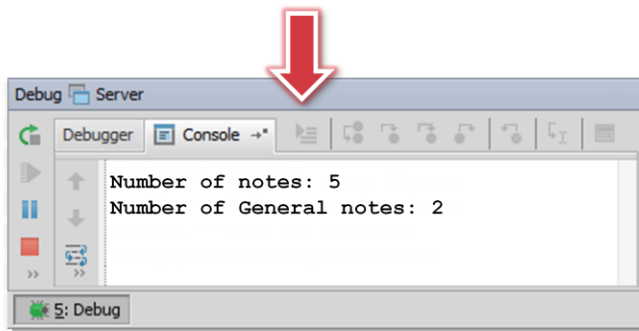 Debug Server
Debugger Console
Number of notes: 5
Number of General notes: 2
5: Debug